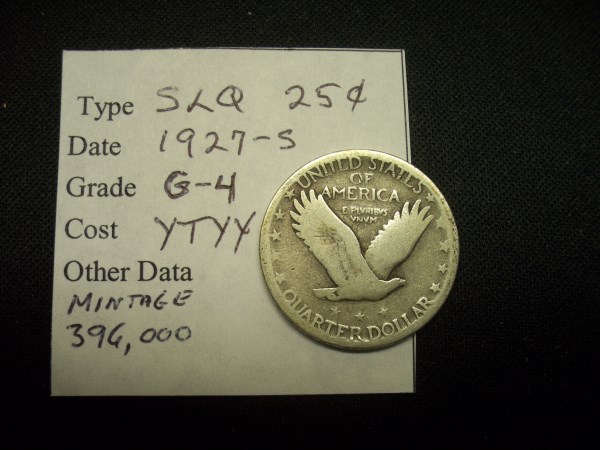 Type SLQ 25¢
Date 1927-S
Grade G-4
Cost YTYY
Other Data
MINTAGE
396,000
UNITED STATES
OF
AMERICA
E PLURIBUS
UNUM
QUARTER DOLLAR